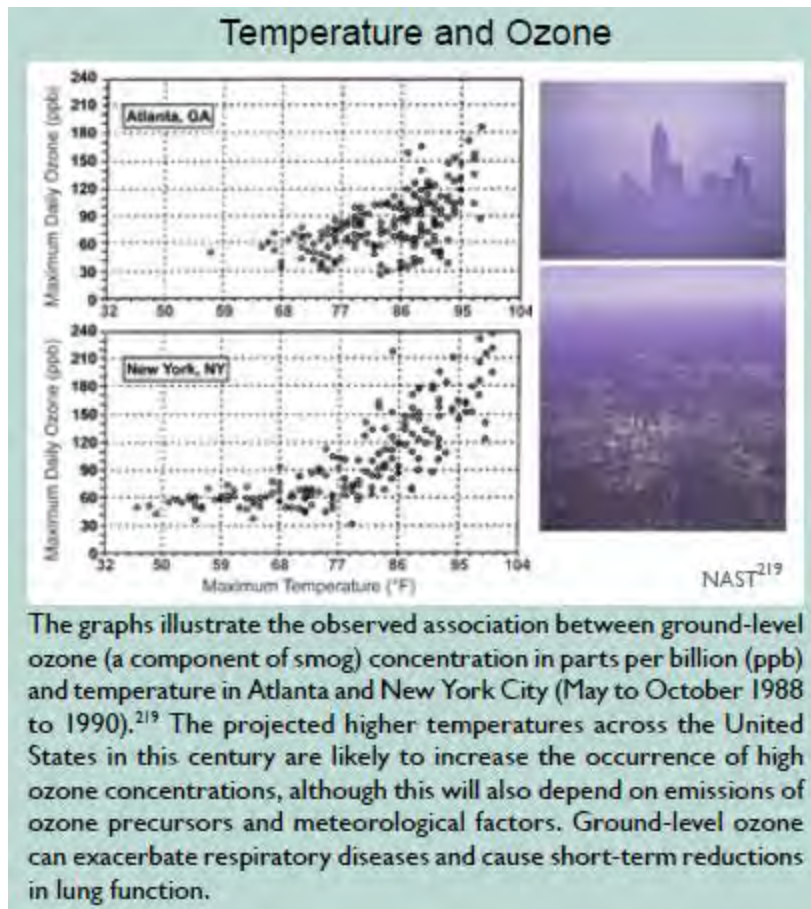 Temperature and Ozone
Maximum Daily Ozone (ppb)
240
210
180
150
120
90
60
30
0
Atlanta, GA
32 50 59 68 77 86 95 104
Maximum Daily Ozone (ppb)
240
210
180
150
120
90
60
30
0
New York, NY
32 50 59 68 77 86 95 104
Maximum Temperature (°F)
NAST219
The graphs illustrate the observed association between ground-level
ozone (a component of smog) concentration in parts per billion (ppb)
and temperature in Atlanta and New York City (May to October 1988
to 1990).219 The projected higher temperatures across the United
States in this century are likely to increase the occurrence of high
ozone concentrations, although this will also depend on emissions of
ozone precursors and meteorological factors. Ground-level ozone
can exacerbate respiratory diseases and cause short-term reductions
in lung function.